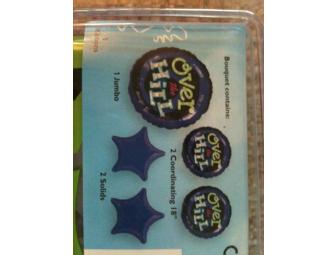 Bouquet contains:
OVER
the
HILL
1 Jumbo
OVER
the
HILL
OVER
the
HILL
2 Coordinating 18"
2 Solids